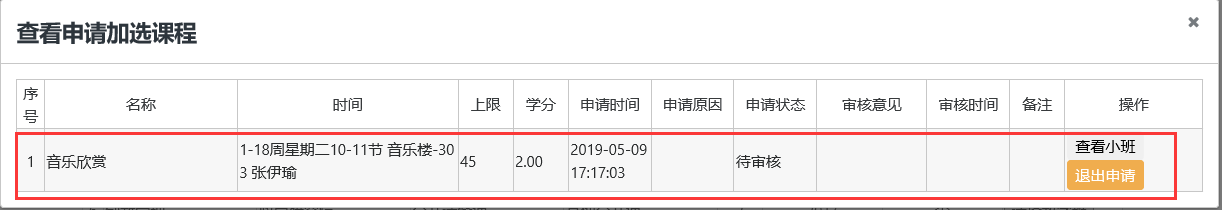 查看申请加选课程
×
序号 名称 时间 上限 学分 申请时间 申请原因 申请状态 审核意见 审核时间 备注 操作
1 音乐欣赏 1-18周星期二10-11节 音乐楼-30 45 2.00 2019-05-09 待审核 查看小班
3 张伊瑜 17:17:03 退出申请